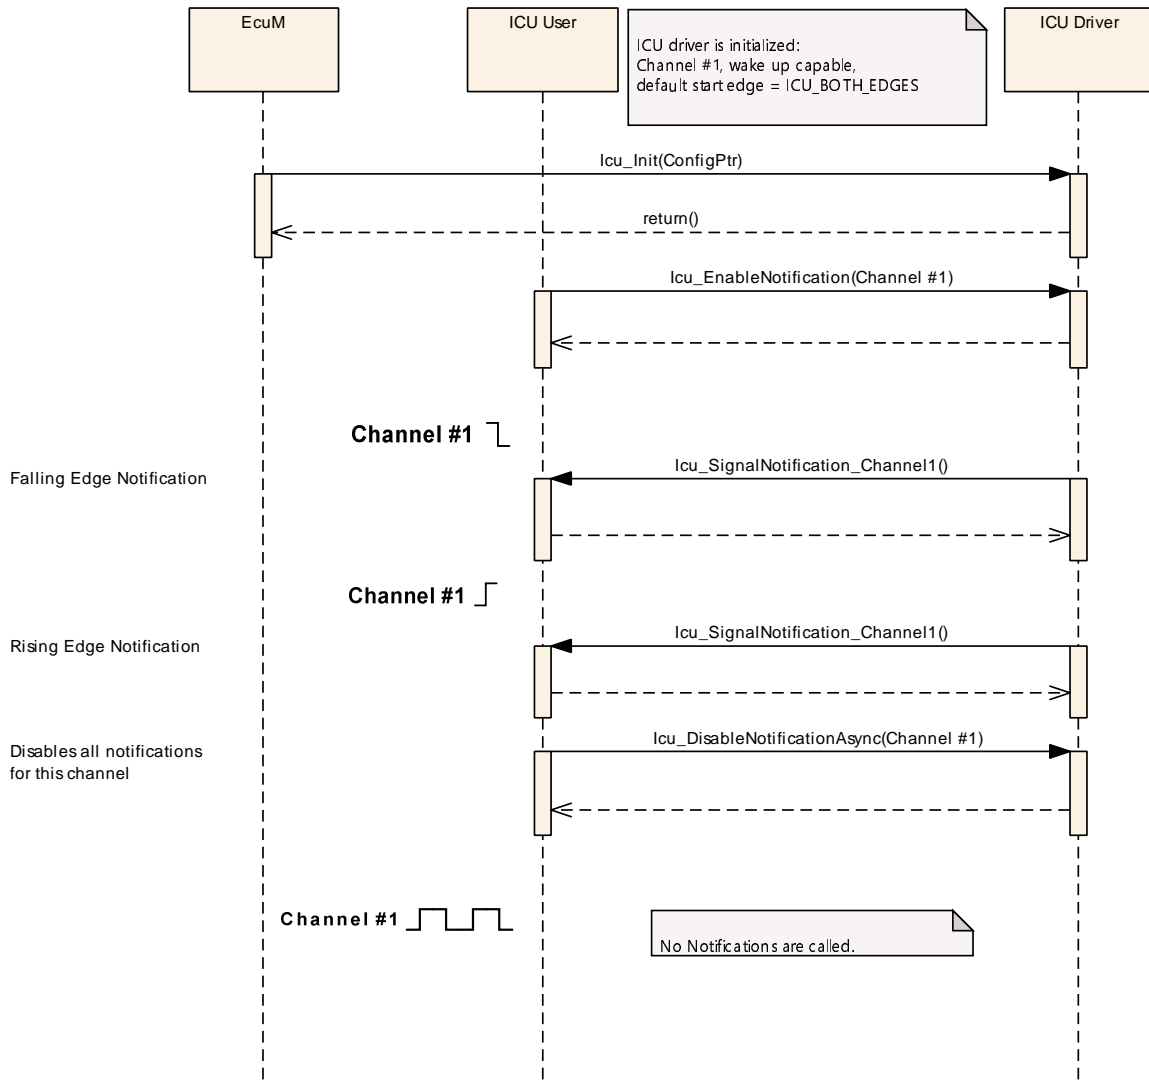 EcuM
ICU User
ICU driver is initialized:
Channel #1, wake up capable,
default start edge = ICU_BOTH_EDGES
ICU Driver
Icu_Init(ConfigPtr)
return()
Icu_EnableNotification(Channel #1)
Channel #1
Falling Edge Notification
Icu_SignalNotification_Channel1()
Channel #1
Rising Edge Notification
Icu_SignalNotification_Channel1()
Disables all notifications
for this channel
Icu_DisableNotificationAsync(Channel #1)
Channel #1
No Notifications are called.